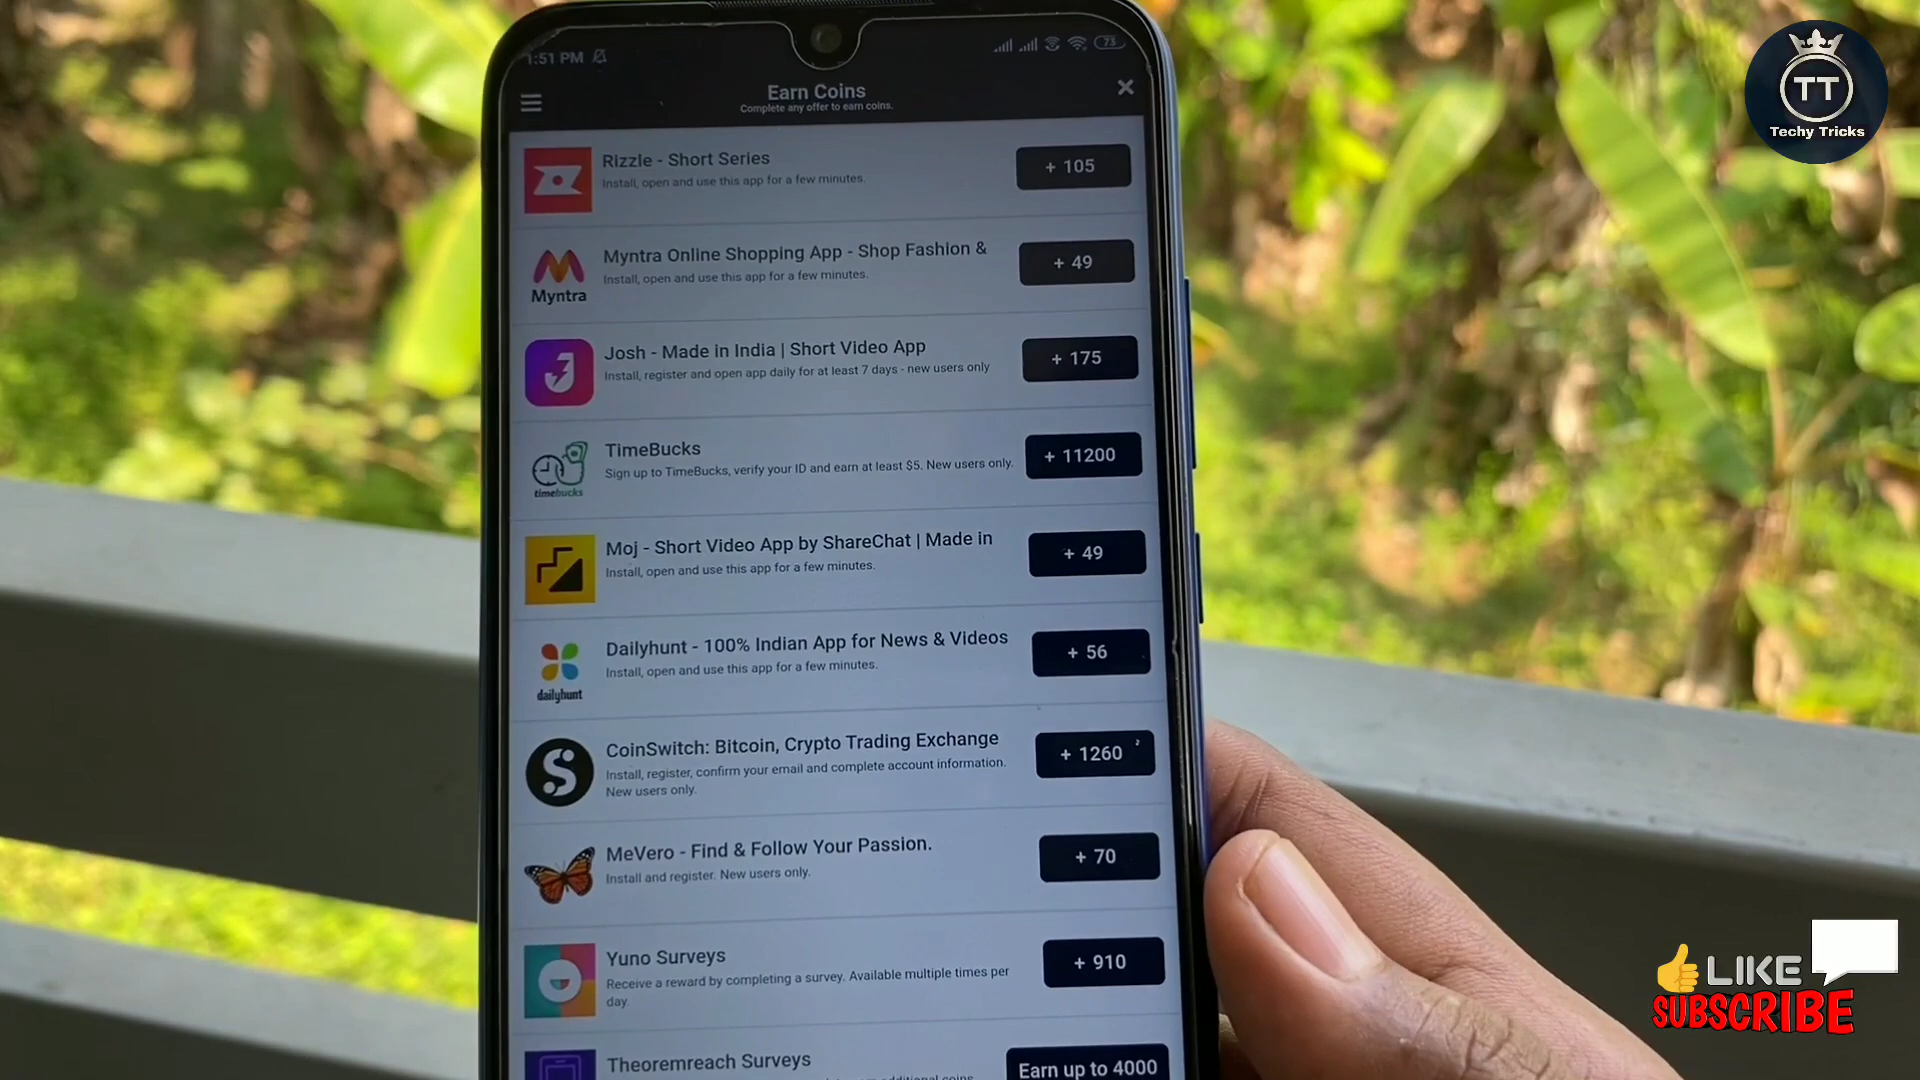 1:51 PM
73
Earn Coins
Complete any offer to earn coins.
Rizzle - Short Series
Install, open and use this app for a few minutes.
+ 105
Myntra Online Shopping App - Shop Fashion &
Install, open and use this app for a few minutes.
+ 49
Myntra
Josh - Made in India | Short Video App
Install, register and open app daily for at least 7 days - new users only
+ 175
TimeBucks
Sign up to TimeBucks, verify your ID and earn at least $5. New users only.
+ 11200
timebucks
Moj - Short Video App by ShareChat | Made in
Install, open and use this app for a few minutes.
+ 49
Dailyhunt - 100% Indian App for News & Videos
Install, open and use this app for a few minutes.
+ 56
dailyhunt
CoinSwitch: Bitcoin, Crypto Trading Exchange
Install, register, confirm your email and complete account information.
New users only.
+ 1260 ²
MeVero - Find & Follow Your Passion.
Install and register. New users only.
+ 70
Yuno Surveys
Receive a reward by completing a survey. Available multiple times per
day.
+ 910
Theoremreach Surveys
additional coins
Earn up to 4000
TT
Techy Tricks
LIKE
SUBSCRIBE